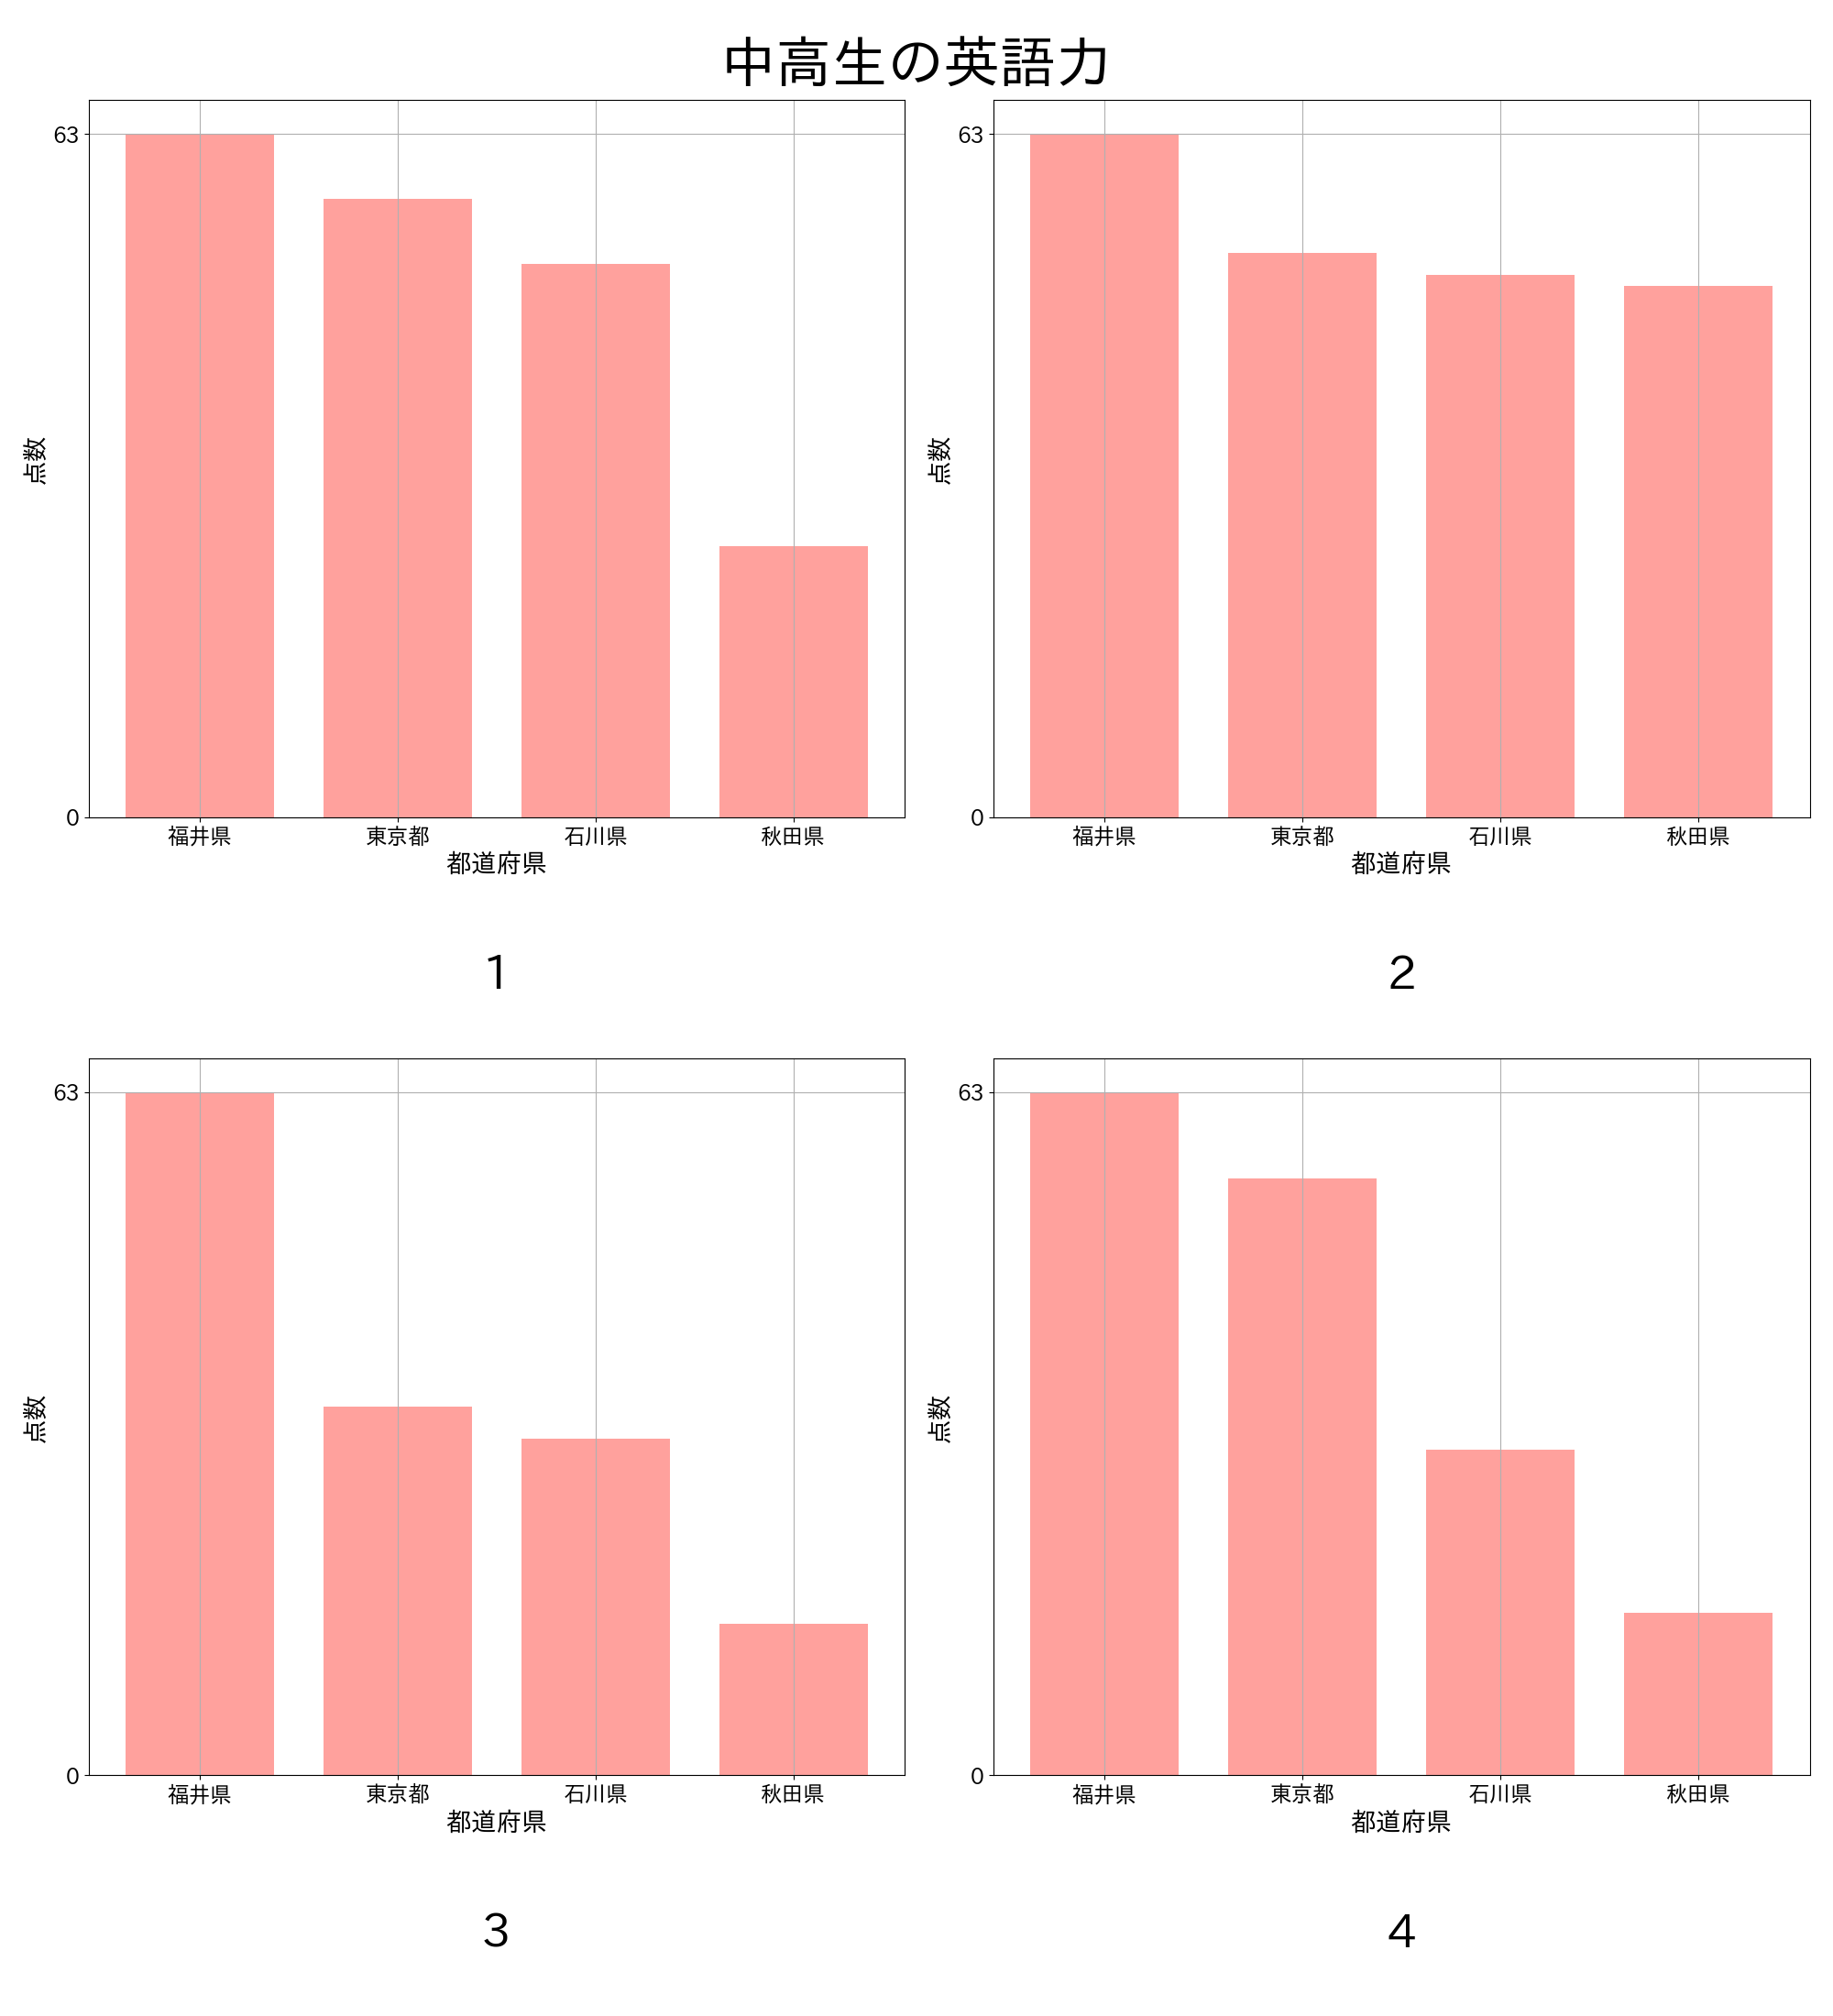 中高生の英語力
63
点数
0
福井県 東京都 石川県 秋田県
都道府県
1
63
点数
0
福井県 東京都 石川県 秋田県
都道府県
2
63
点数
0
福井県 東京都 石川県 秋田県
都道府県
3
63
点数
0
福井県 東京都 石川県 秋田県
都道府県
4